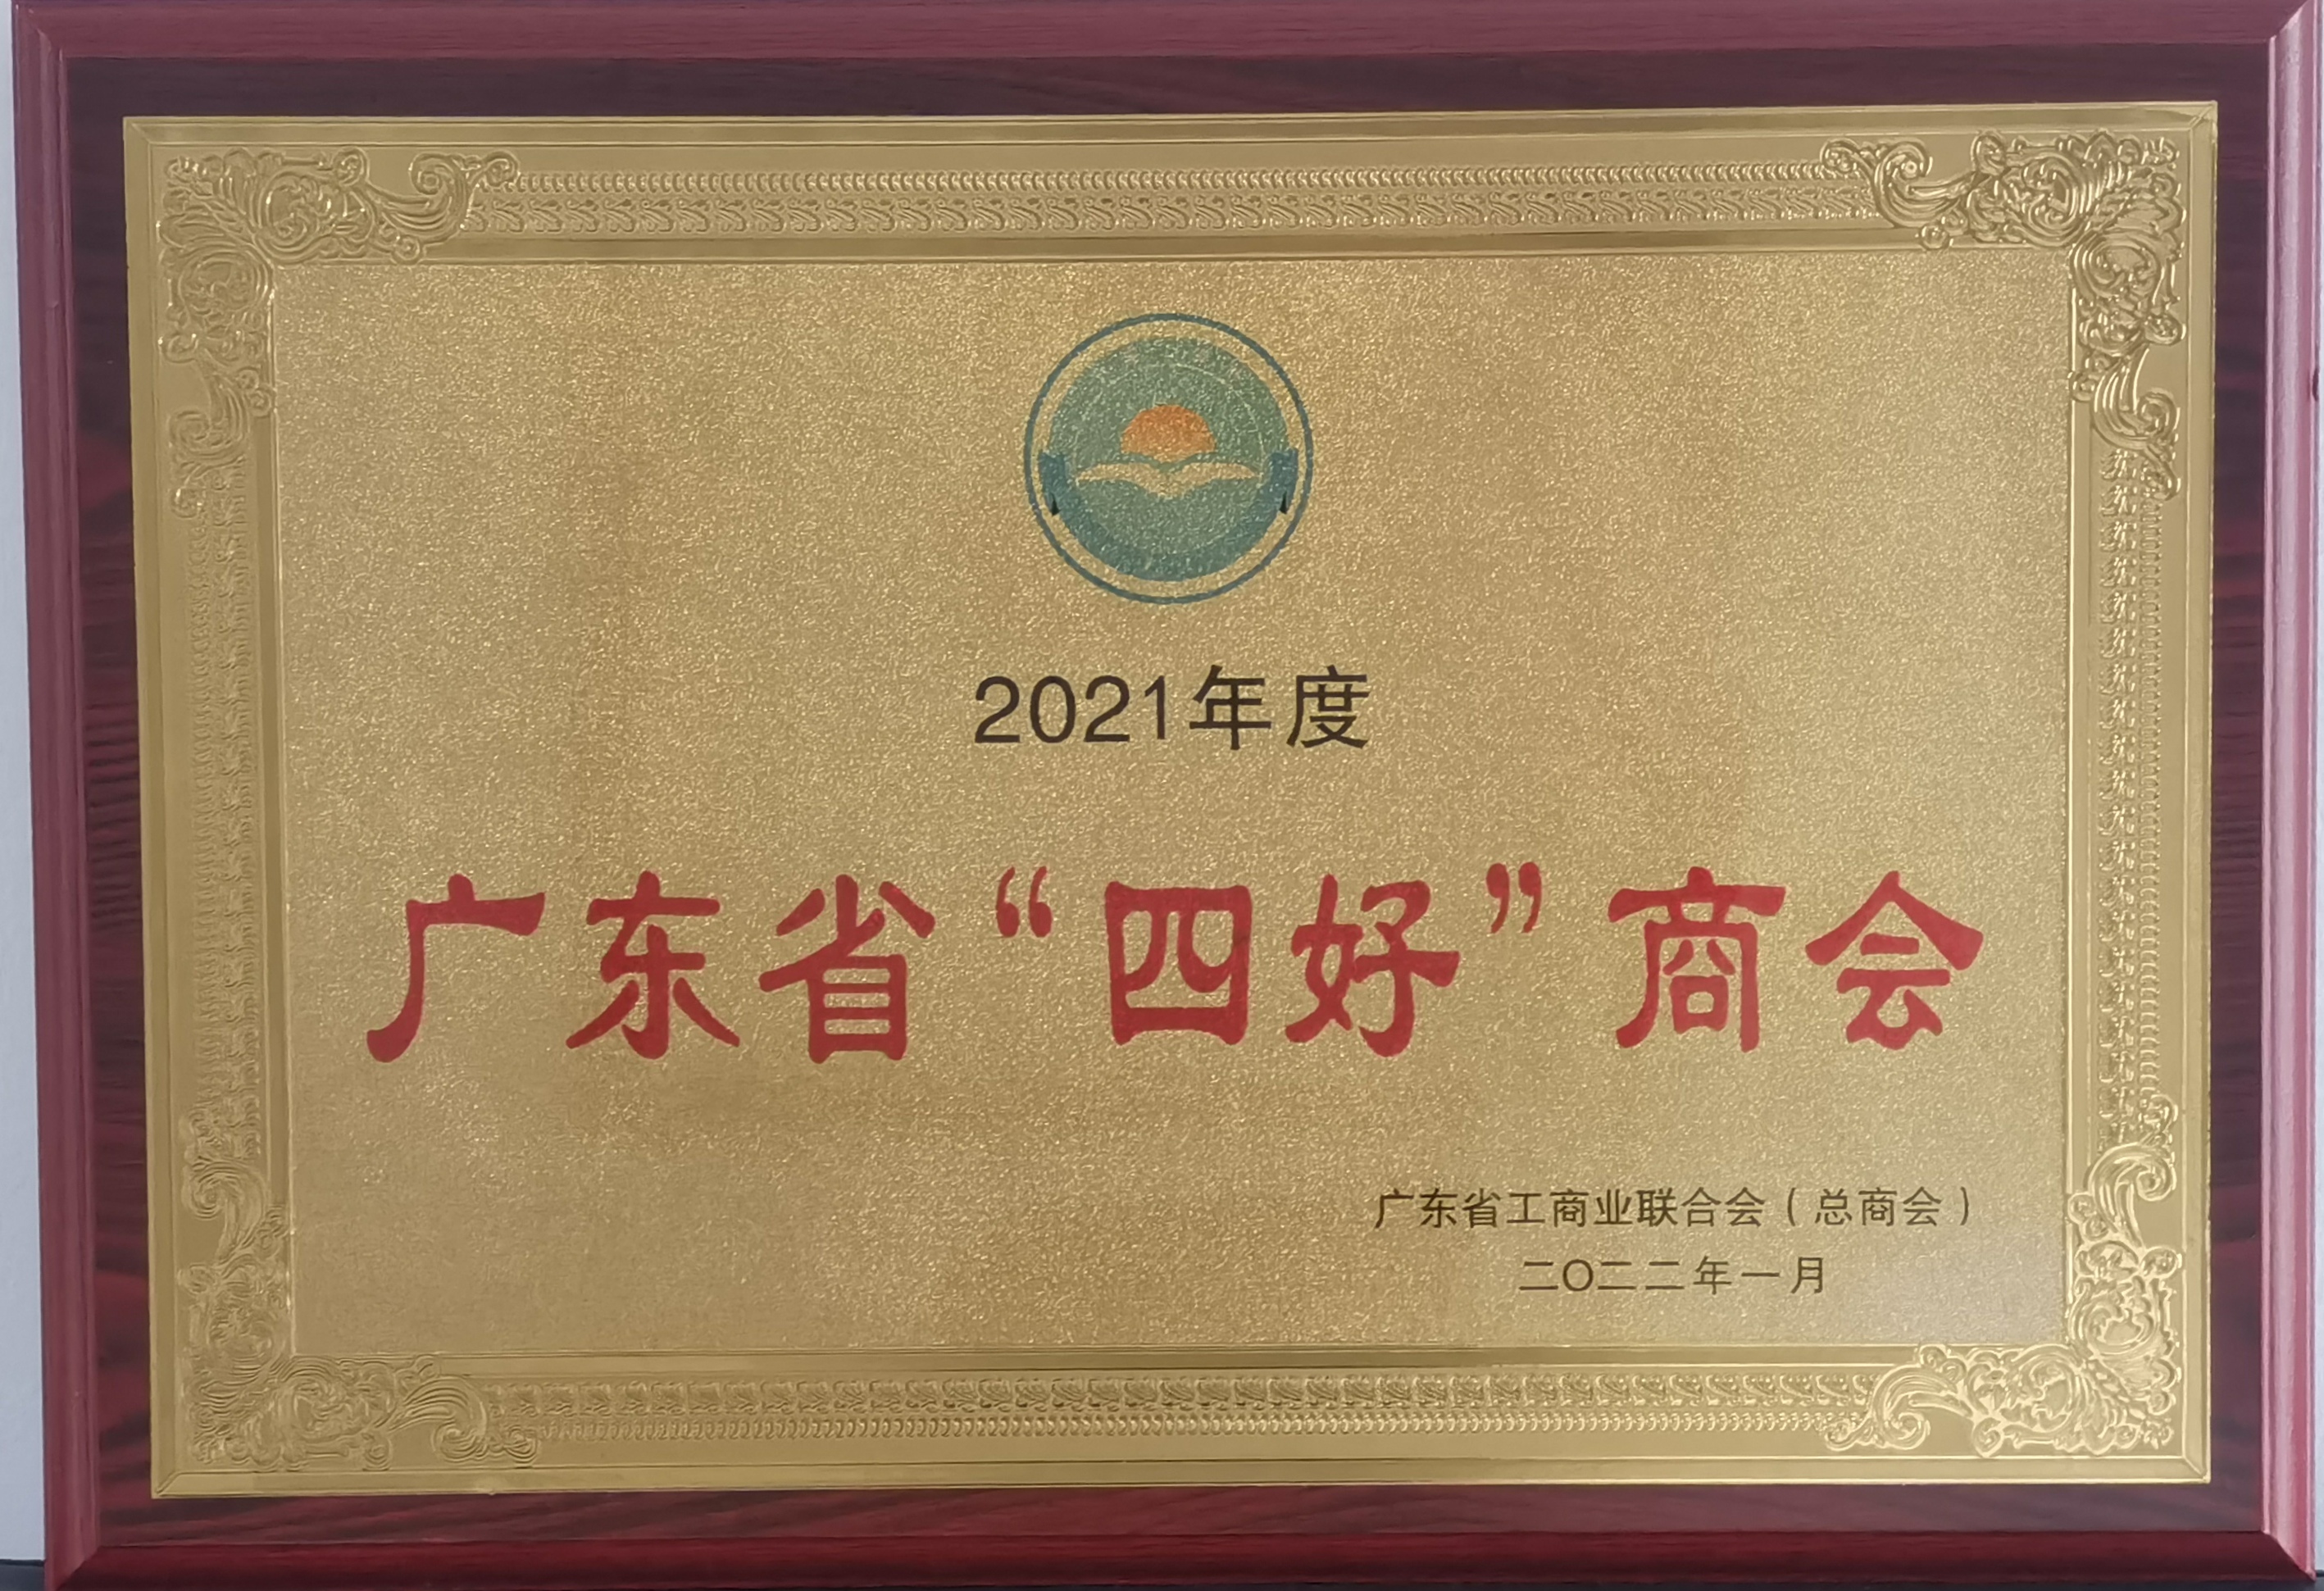 2021年度
广东省“四好”商会
广东省工商业联合会（总商会）
二〇二二年一月